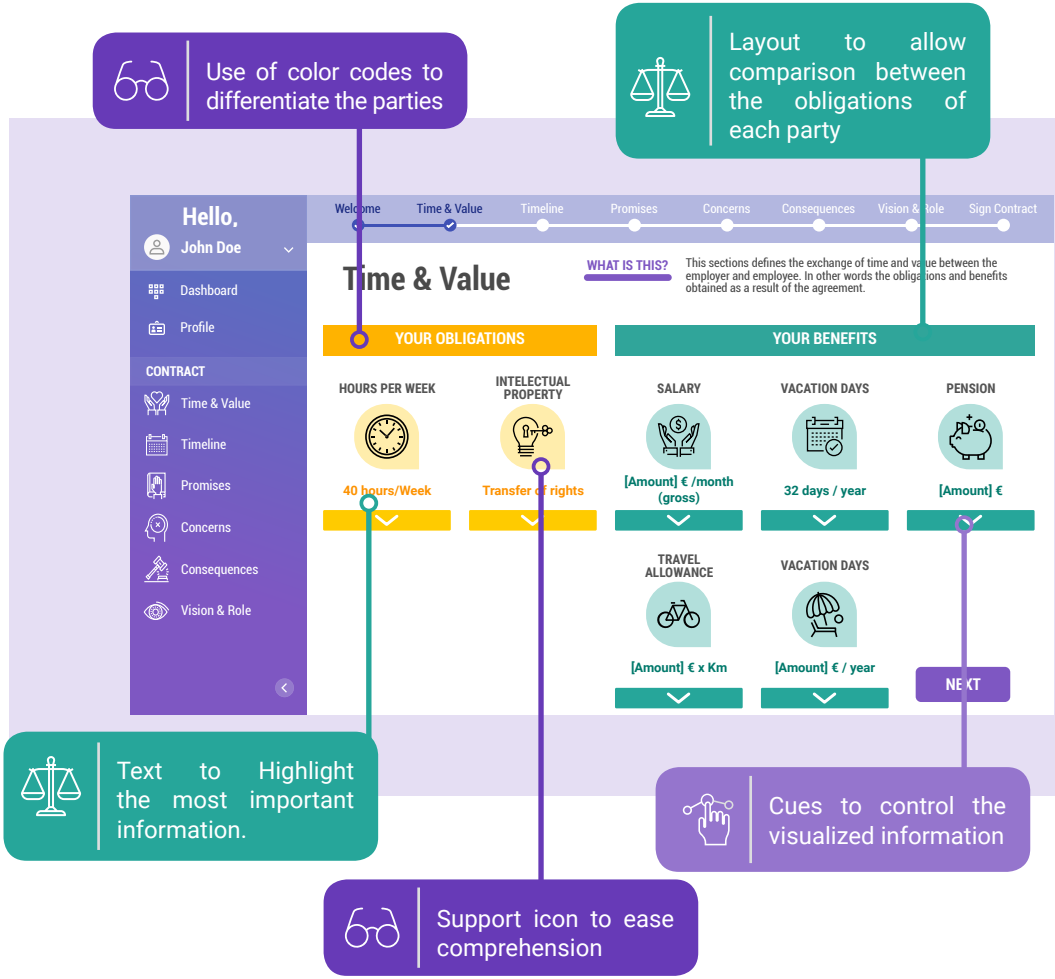 Use of color codes to
differentiate the parties
Layout to allow
comparison between
the obligations of
each party
Hello,
John Doe
Dashboard
Profile
CONTRACT
Time & Value
Timeline
Promises
Concerns
Consequences
Vision & Role
Welcome
Time & Value
Timeline
Promises
Concerns
Consequences
Vision & Role
Sign Contract
Time & Value
WHAT IS THIS?
This sections defines the exchange of time and value between the
employer and employee. In other words the obligations and benefits
obtained as a result of the agreement.
YOUR OBLIGATIONS
HOURS PER WEEK
40 hours/Week
INTELECTUAL
PROPERTY
Transfer of rights
YOUR BENEFITS
SALARY
[Amount] € /month
(gross)
VACATION DAYS
32 days / year
PENSION
[Amount] €
TRAVEL
ALLOWANCE
[Amount] € x Km
VACATION DAYS
[Amount] € / year
NEXT
Text to Highlight
the most important
information.
Cues to control the
visualized information
Support icon to ease
comprehension